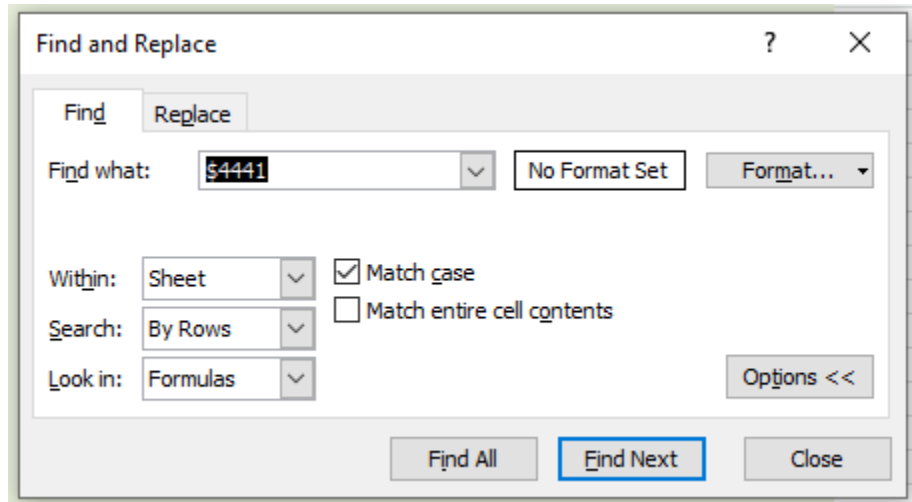 Find and Replace ? ×
Find Replace
Find what: $4441 No Format Set Format...
Within: Sheet Match case
Match entire cell contents
Search: By Rows
Look in: Formulas Options <<
Find All Find Next Close